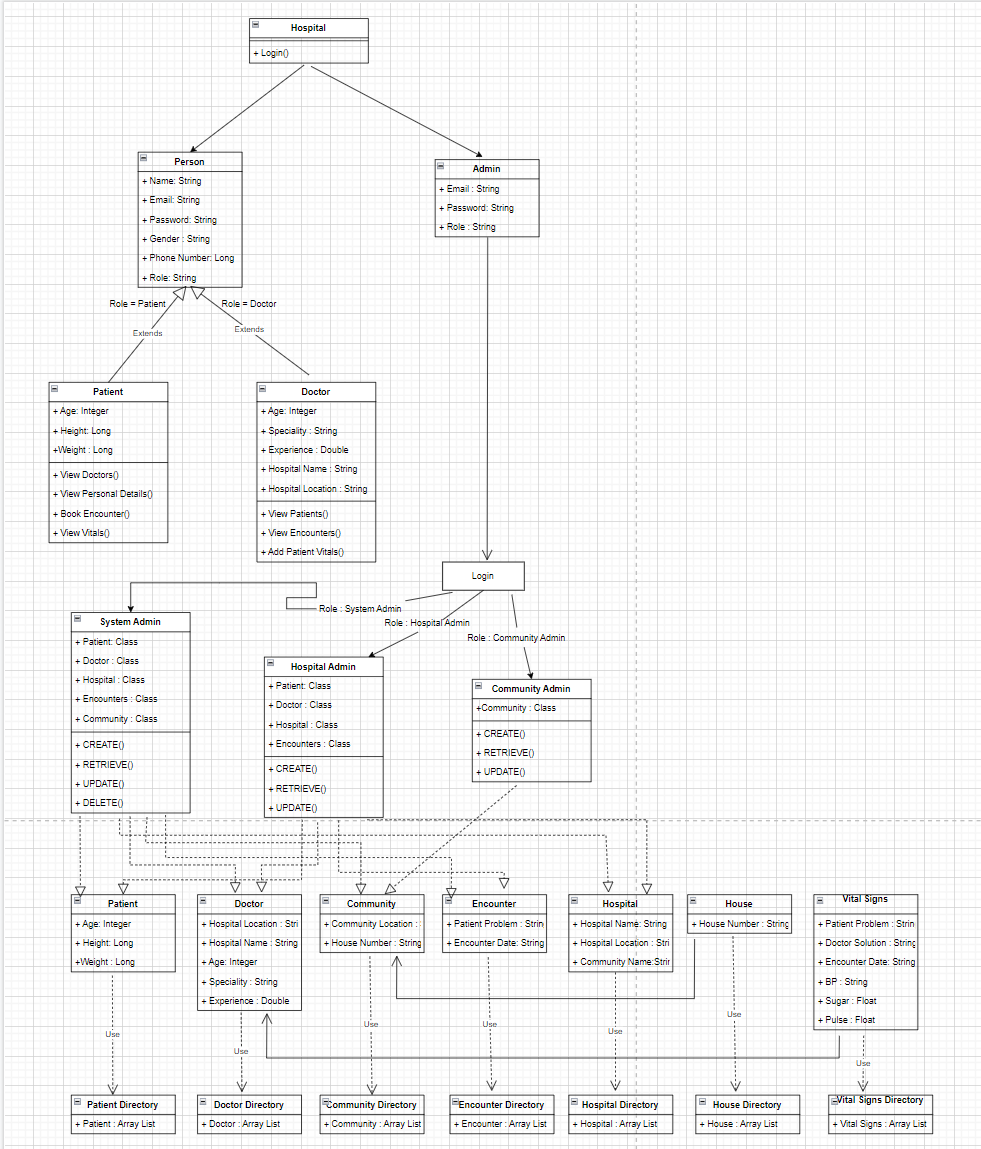 Hospital
+ Login()
Person
+ Name: String
+ Email: String
+ Password: String
+ Gender : String
+ Phone Number: Long
+ Role: String
Admin
+ Email : String
+ Password: String
+ Role : String
Role = Patient
Role = Doctor
Extends
Extends
Patient
+ Age: Integer
+ Height: Long
+Weight : Long
+ View Doctors()
+ View Personal Details()
+ Book Encounter()
+ View Vitals()
Doctor
+ Age: Integer
+ Speciality : String
+ Experience : Double
+ Hospital Name : String
+ Hospital Location : String
+ View Patients()
+ View Encounters()
+ Add Patient Vitals()
Login
Role : System Admin
Role : Hospital Admin
Role : Community Admin
System Admin
+ Patient: Class
+ Doctor : Class
+ Hospital : Class
+ Encounters : Class
+ Community : Class
+ CREATE()
+ RETRIEVE()
+ UPDATE()
+ DELETE()
Hospital Admin
+ Patient: Class
+ Doctor : Class
+ Hospital : Class
+ Encounters : Class
+ CREATE()
+ RETRIEVE()
+ UPDATE()
Community Admin
+Community : Class
+ CREATE()
+ RETRIEVE()
+ UPDATE()
Patient
+ Age: Integer
+ Height: Long
+Weight : Long
Doctor
+ Hospital Location : Stri
+ Hospital Name : String
+ Age: Integer
+ Speciality : String
+ Experience : Double
Community
+ Community Location :
+ House Number : String
Encounter
+ Patient Problem : String
+ Encounter Date: String
Hospital
+ Hospital Name: String
+ Hospital Location : Stri
+ Community Name:Strir
House
+ House Number : String
Vital Signs
+ Patient Problem : String
+ Doctor Solution : String
+ Encounter Date: String
+ BP : String
+ Sugar : Float
+ Pulse : Float
Use
Use
Use
Use
Use
Use
Use
Patient Directory
+ Patient : Array List
Doctor Directory
+ Doctor : Array List
Community Directory
+ Community : Array List
Encounter Directory
+ Encounter : Array List
Hospital Directory
+ Hospital : Array List
House Directory
+ House : Array List
Vital Signs Directory
+ Vital Signs : Array List